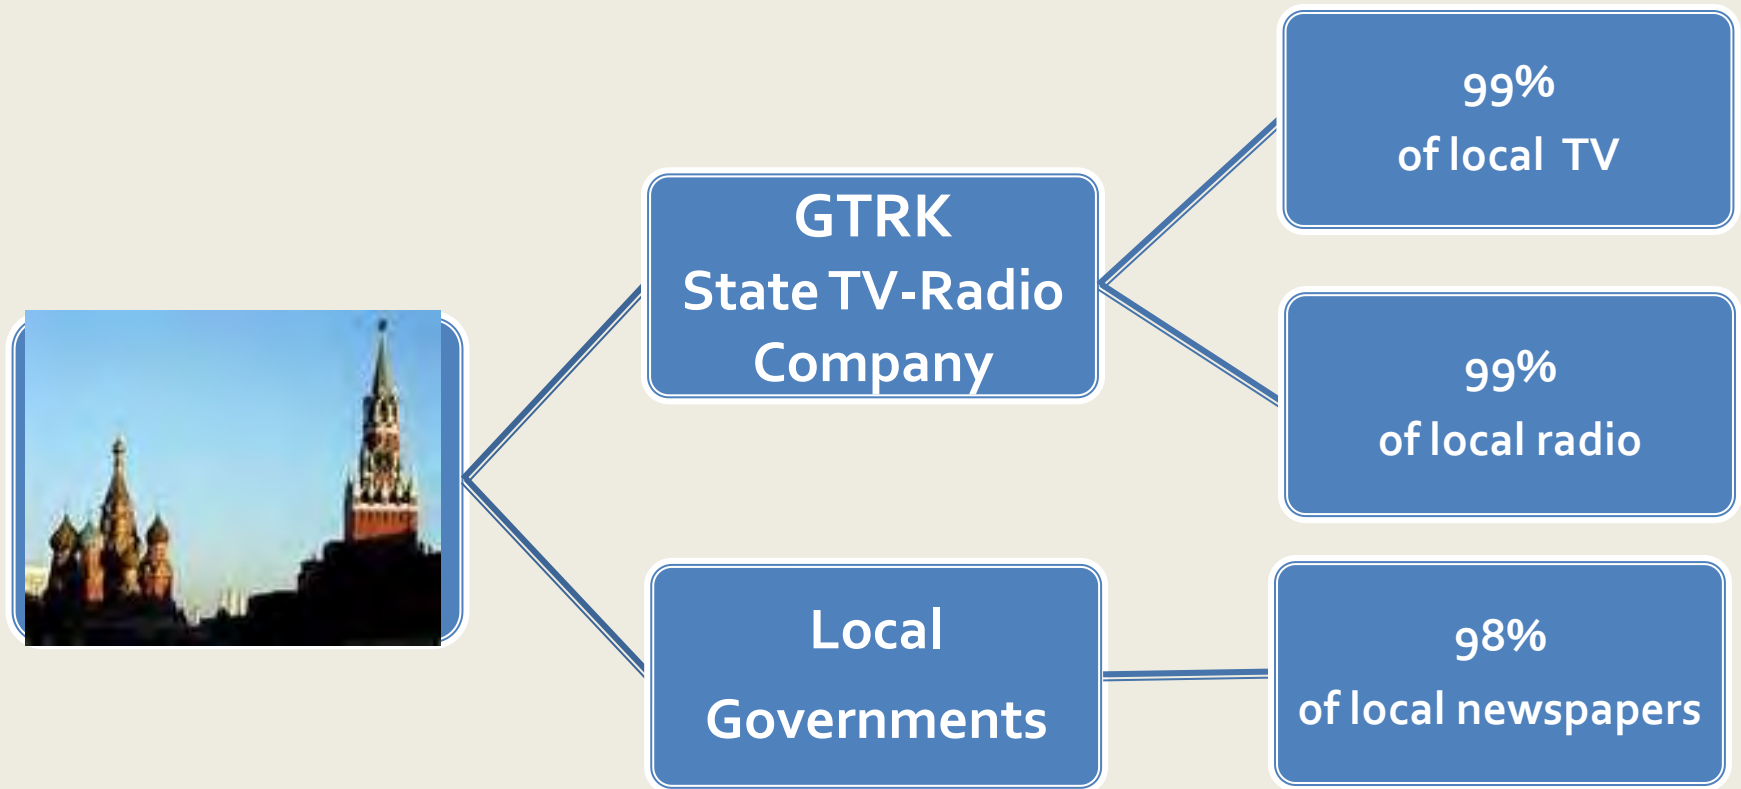 99%
of local TV
GTRK
State TV-Radio
Company
99%
of local radio
Local
Governments
98%
of local newspapers